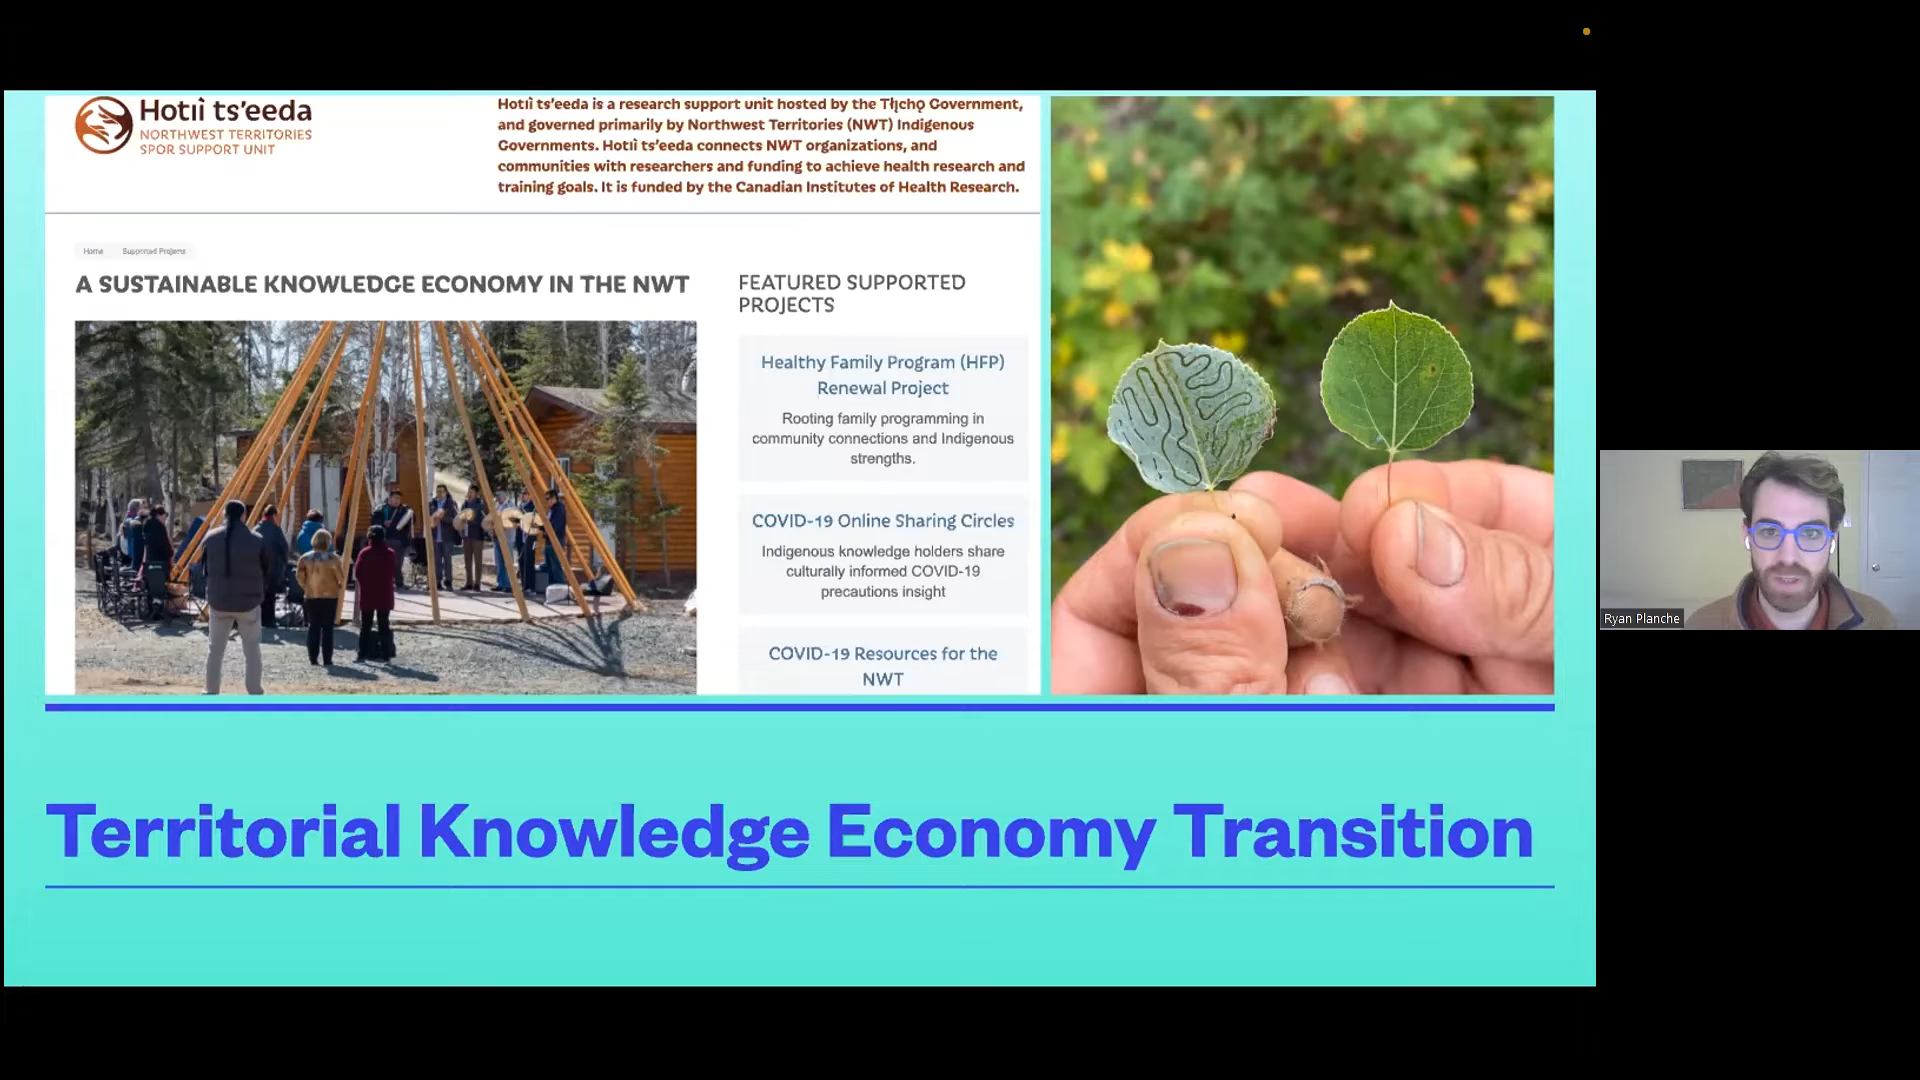 Hotıì ts'eeda
NORTHWEST TERRITORIES
SPOR SUPPORT UNIT
Hotıì ts'eeda is a research support unit hosted by the Tłı̨chǫ Government,
and governed primarily by Northwest Territories (NWT) Indigenous
Governments. Hotıì ts'eeda connects NWT organizations, and
communities with researchers and funding to achieve health research and
training goals. It is funded by the Canadian Institutes of Health Research.
Home Supported Projects
A SUSTAINABLE KNOWLEDGE ECONOMY IN THE NWT
FEATURED SUPPORTED
PROJECTS
Healthy Family Program (HFP)
Renewal Project
Rooting family programming in
community connections and Indigenous
strengths.
COVID-19 Online Sharing Circles
Indigenous knowledge holders share
culturally informed COVID-19
precautions insight
COVID-19 Resources for the
NWT
Territorial Knowledge Economy Transition
Ryan Planche